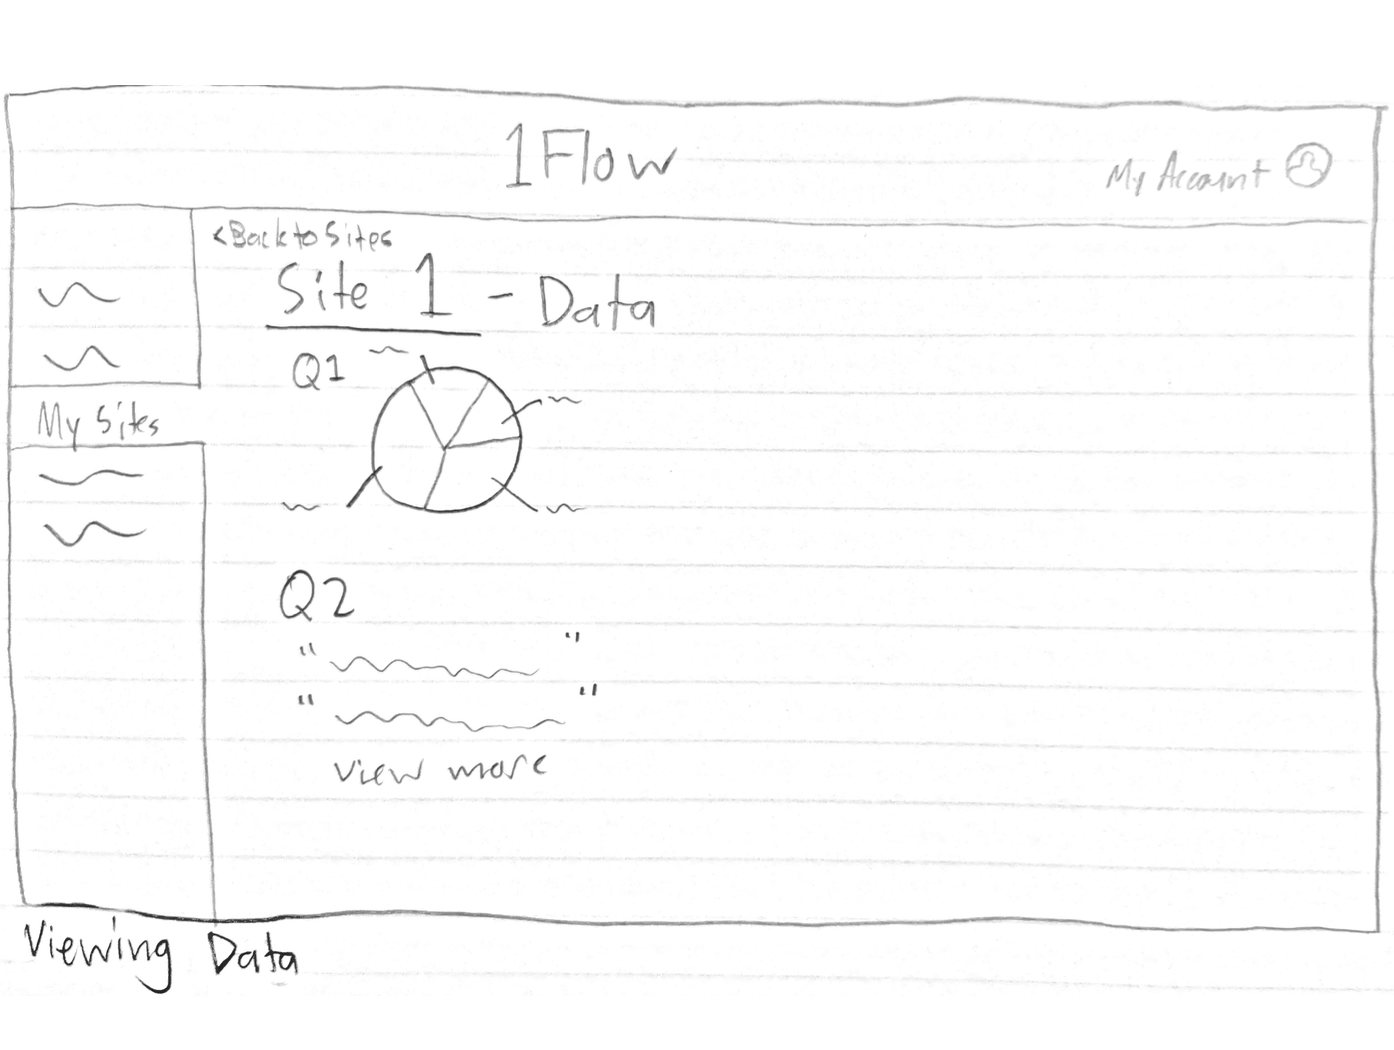 1Flow
My Account
<Back to Sites
Site 1 - Data
My Sites
Q1
Q2
" "
" "
view more
Viewing Data